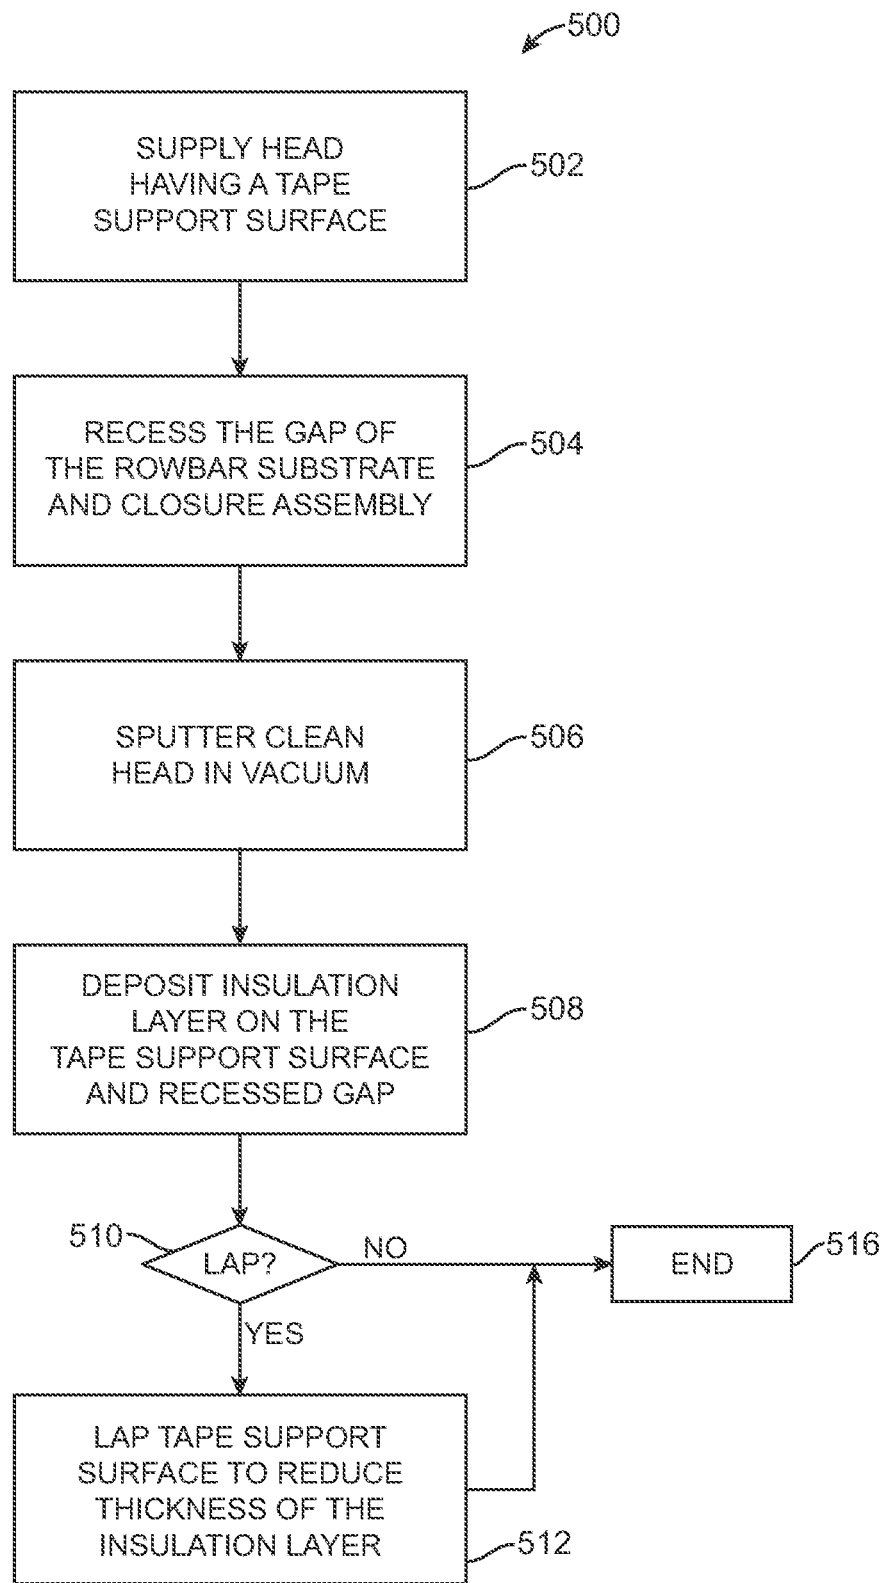 500
SUPPLY HEAD
HAVING A TAPE
SUPPORT SURFACE
502
RECESS THE GAP OF
THE ROWBAR SUBSTRATE
AND CLOSURE ASSEMBLY
504
SPUTTER CLEAN
HEAD IN VACUUM
506
DEPOSIT INSULATION
LAYER ON THE
TAPE SUPPORT SURFACE
AND RECESSED GAP
508
510
LAP?
NO
END
516
YES
LAP TAPE SUPPORT
SURFACE TO REDUCE
THICKNESS OF THE
INSULATION LAYER
512